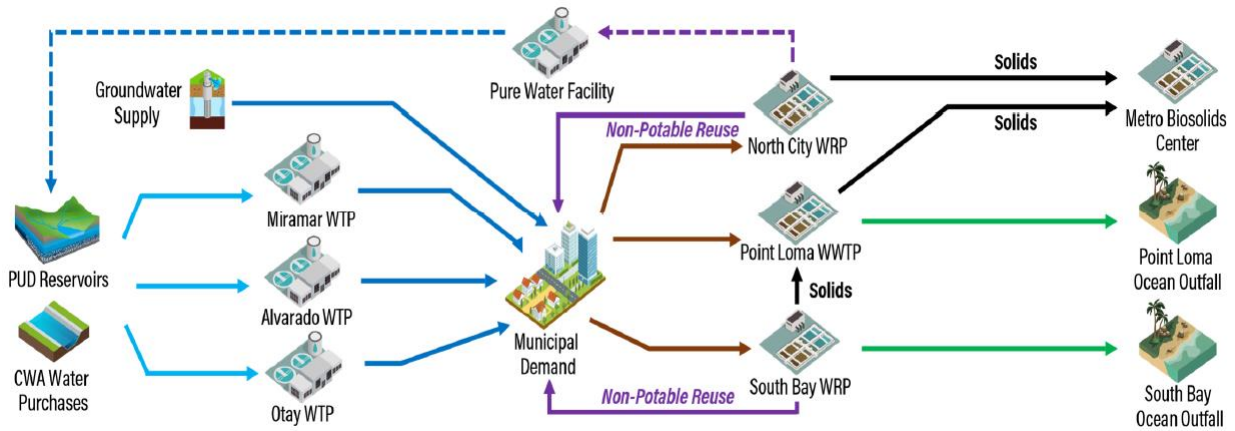 Pure Water Facility
Solids
Groundwater
Supply
Metro Biosolids
Center
Solids
Non-Potable Reuse
North City WRP
Miramar WTP
PUD Reservoirs
Point Loma WWTP
Point Loma
Ocean Outfall
Solids
Alvarado WTP
Municipal
Demand
CWA Water
Purchases
Otay WTP
Non-Potable Reuse
South Bay WRP
South Bay
Ocean Outfall